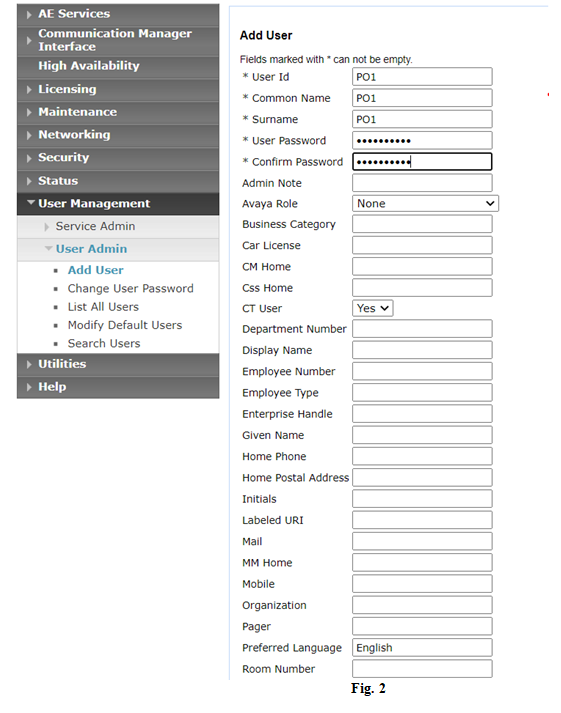 AE Services
Communication Manager
Interface
High Availability
Licensing
Maintenance
Networking
Security
Status
User Management
Service Admin
User Admin
Add User
Change User Password
List All Users
Modify Default Users
Search Users
Utilities
Help
Add User
Fields marked with * can not be empty.
* User Id PO1
* Common Name PO1
* Surname PO1
* User Password ••••••••••
* Confirm Password ••••••••••
Admin Note
Avaya Role None
Business Category
Car License
CM Home
Css Home
CT User Yes
Department Number
Display Name
Employee Number
Employee Type
Enterprise Handle
Given Name
Home Phone
Home Postal Address
Initials
Labeled URI
Mail
MM Home
Mobile
Organization
Pager
Preferred Language English
Room Number
Fig. 2